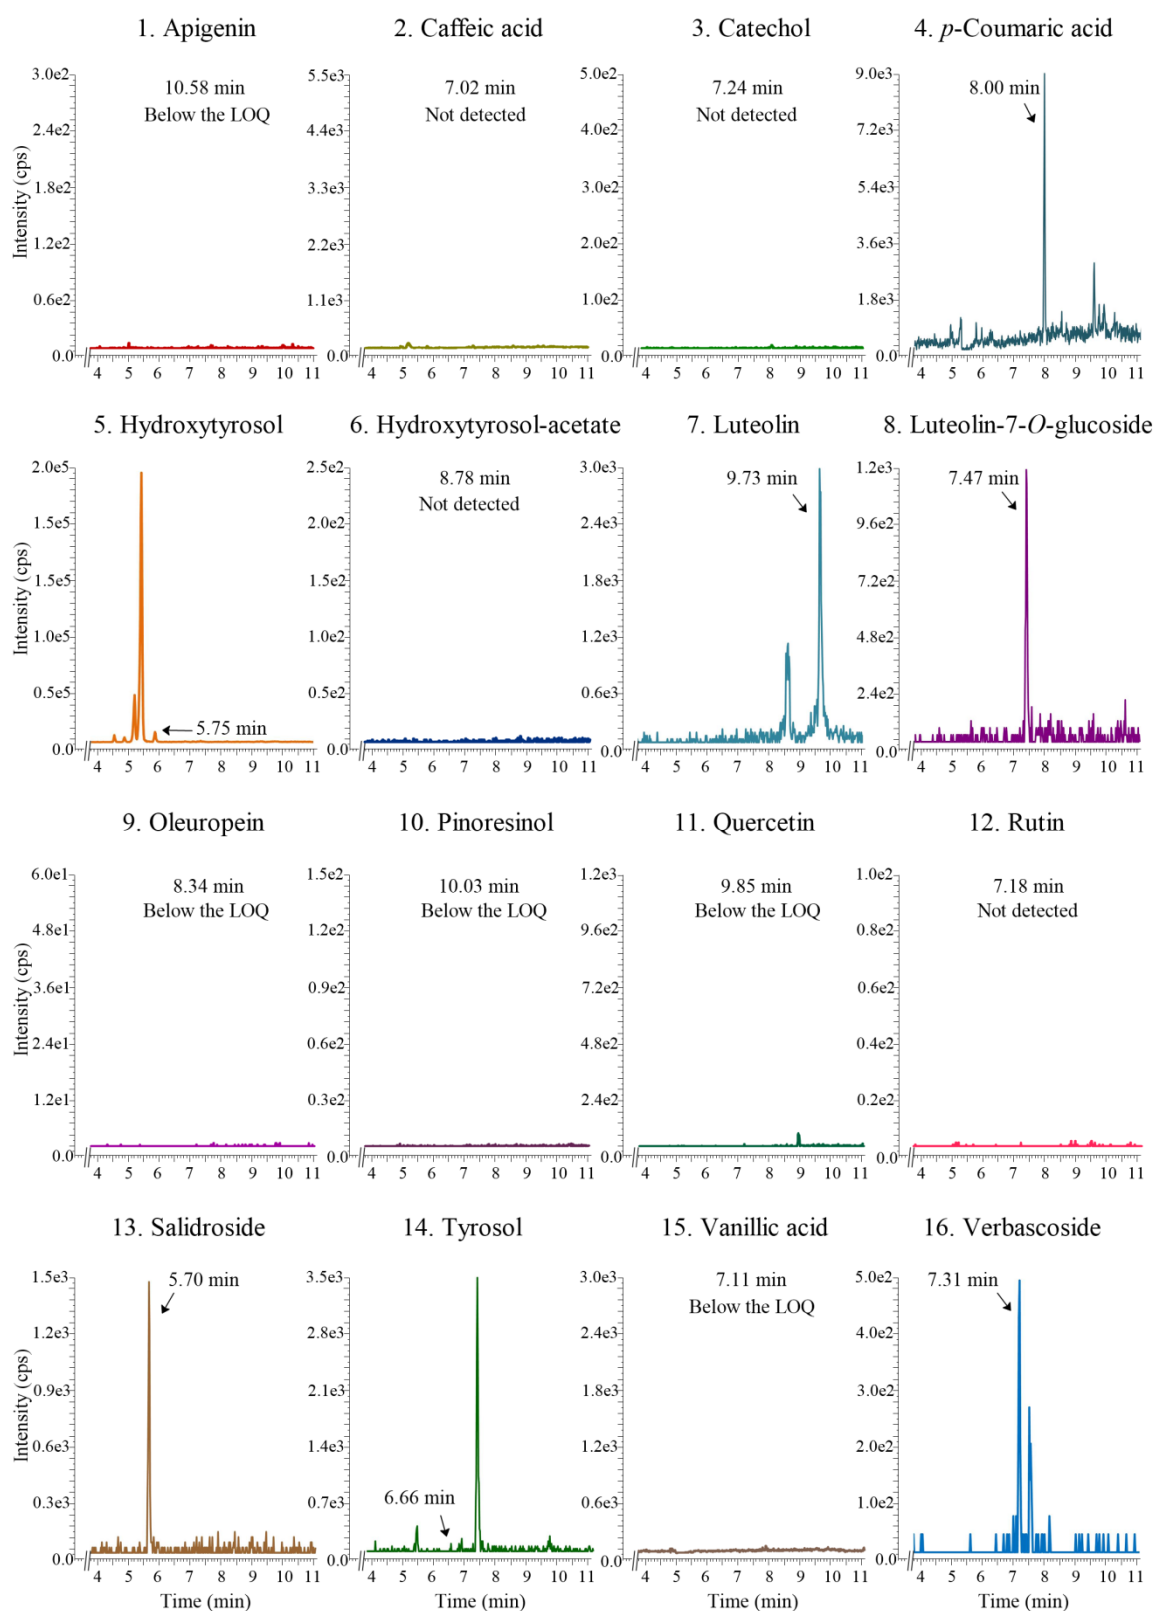 1. Apigenin 2. Caffeic acid 3. Catechol 4. p-Coumaric acid
3.0e2 5.5e3 5.0e2 9.0e3
10.58 min 7.02 min 7.24 min 8.00 min
Below the LOQ Not detected Not detected
2.4e2 4.4e3 4.0e2 7.2e3
1.8e2 3.3e3 3.0e2 5.4e3
1.2e2 2.2e3 2.0e2 3.6e3
0.6e2 1.1e3 1.0e2 1.8e3
0.0 0.0 0.0 0.0
Intensity (cps)
4 5 6 7 8 9 10 11 4 5 6 7 8 9 10 11 4 5 6 7 8 9 10 11 4 5 6 7 8 9 10 11
5. Hydroxytyrosol 6. Hydroxytyrosol-acetate 7. Luteolin 8. Luteolin-7-O-glucoside
2.0e5 2.5e2 3.0e3 1.2e3
8.78 min 9.73 min 7.47 min
Not detected
1.5e5 2.0e2 2.4e3 9.6e2
1.5e5 1.5e2 1.8e3 7.2e2
1.0e5 1.0e2 1.2e3 4.8e2
0.5e5 0.5e2 0.6e3 2.4e2
5.75 min
0.0 0.0 0.0 0.0
Intensity (cps)
4 5 6 7 8 9 10 11 4 5 6 7 8 9 10 11 4 5 6 7 8 9 10 11 4 5 6 7 8 9 10 11
9. Oleuropein 10. Pinoresinol 11. Quercetin 12. Rutin
6.0e1 1.5e2 1.2e3 1.0e2
8.34 min 10.03 min 9.85 min 7.18 min
Below the LOQ Below the LOQ Below the LOQ Not detected
4.8e1 1.2e2 9.6e2 0.8e2
3.6e1 0.9e2 7.2e2 0.6e2
2.4e1 0.6e2 4.8e2 0.4e2
1.2e1 0.3e2 2.4e2 0.2e2
0.0 0.0 0.0 0.0
Intensity (cps)
4 5 6 7 8 9 10 11 4 5 6 7 8 9 10 11 4 5 6 7 8 9 10 11 4 5 6 7 8 9 10 11
13. Salidroside 14. Tyrosol 15. Vanillic acid 16. Verbascoside
1.5e3 3.5e3 3.0e3 5.0e2
5.70 min 7.11 min 7.31 min
Below the LOQ
1.2e3 2.8e3 2.4e3 4.0e2
0.9e3 2.1e3 1.8e3 3.0e2
0.6e3 1.4e3 1.2e3 2.0e2
0.3e3 0.7e3 0.6e3 1.0e2
6.66 min
0.0 0.0 0.0 0.0
Intensity (cps)
4 5 6 7 8 9 10 11 4 5 6 7 8 9 10 11 4 5 6 7 8 9 10 11 4 5 6 7 8 9 10 11
Time (min) Time (min) Time (min) Time (min)